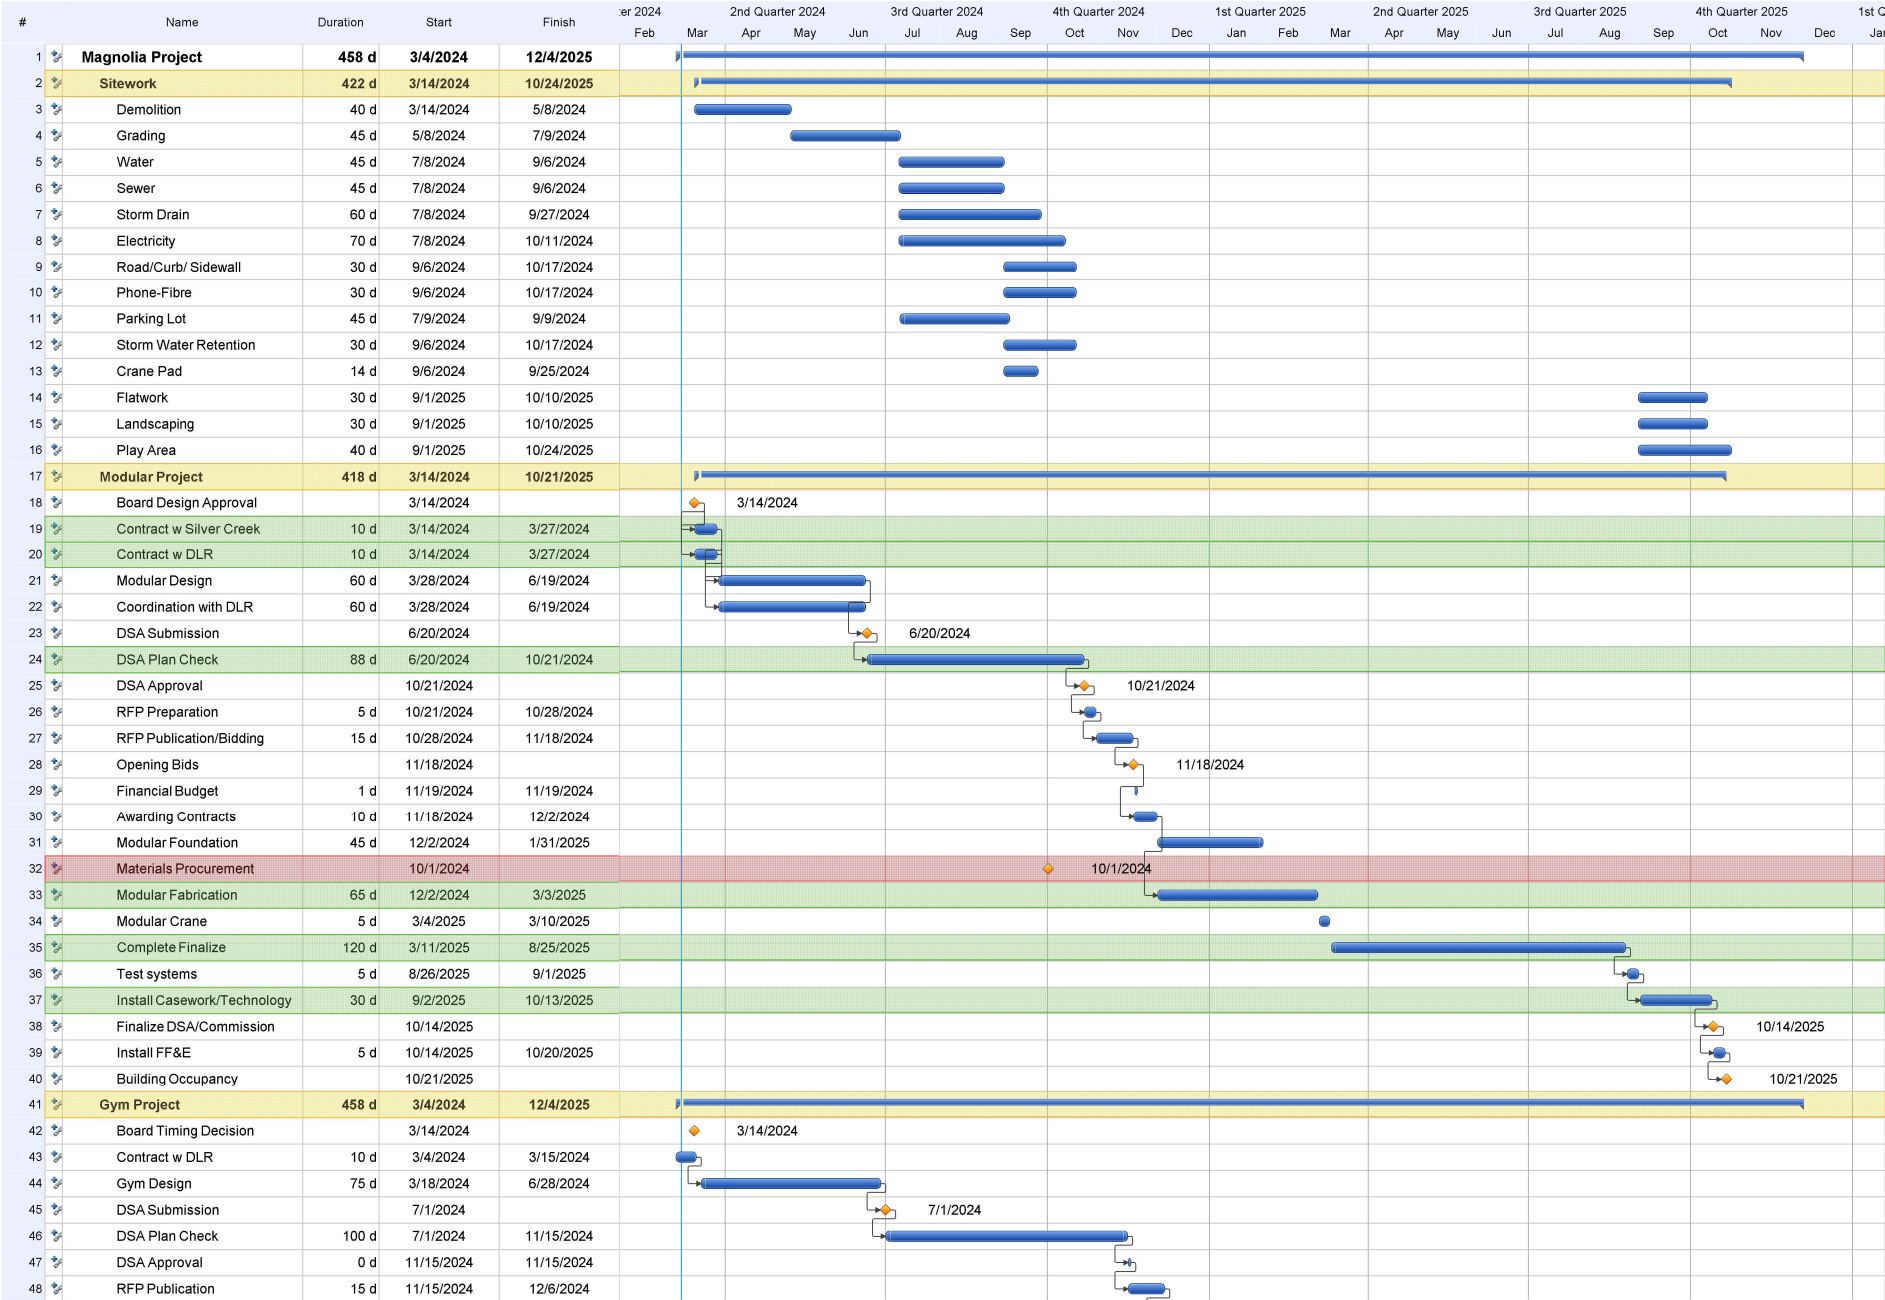 # Name Duration Start Finish ter 2024 2nd Quarter 2024 3rd Quarter 2024 4th Quarter 2024 1st Quarter 2025 2nd Quarter 2025 3rd Quarter 2025 4th Quarter 2025 1st Q
Feb Mar Apr May Jun Jul Aug Sep Oct Nov Dec Jan Feb Mar Apr May Jun Jul Aug Sep Oct Nov Dec Jan
1 Magnolia Project 458 d 3/4/2024 12/4/2025
2 Sitework 422 d 3/14/2024 10/24/2025
3 Demolition 40 d 3/14/2024 5/8/2024
4 Grading 45 d 5/8/2024 7/9/2024
5 Water 45 d 7/8/2024 9/6/2024
6 Sewer 45 d 7/8/2024 9/6/2024
7 Storm Drain 60 d 7/8/2024 9/27/2024
8 Electricity 70 d 7/8/2024 10/11/2024
9 Road/Curb/ Sidewall 30 d 9/6/2024 10/17/2024
10 Phone-Fibre 30 d 9/6/2024 10/17/2024
11 Parking Lot 45 d 7/9/2024 9/9/2024
12 Storm Water Retention 30 d 9/6/2024 10/17/2024
13 Crane Pad 14 d 9/6/2024 9/25/2024
14 Flatwork 30 d 9/1/2025 10/10/2025
15 Landscaping 30 d 9/1/2025 10/10/2025
16 Play Area 40 d 9/1/2025 10/24/2025
17 Modular Project 418 d 3/14/2024 10/21/2025
18 Board Design Approval 3/14/2024 3/14/2024
19 Contract w Silver Creek 10 d 3/14/2024 3/27/2024
20 Contract w DLR 10 d 3/14/2024 3/27/2024
21 Modular Design 60 d 3/28/2024 6/19/2024
22 Coordination with DLR 60 d 3/28/2024 6/19/2024
23 DSA Submission 6/20/2024 6/20/2024
24 DSA Plan Check 88 d 6/20/2024 10/21/2024
25 DSA Approval 10/21/2024 10/21/2024
26 RFP Preparation 5 d 10/21/2024 10/28/2024
27 RFP Publication/Bidding 15 d 10/28/2024 11/18/2024
28 Opening Bids 11/18/2024 11/18/2024
29 Financial Budget 1 d 11/19/2024 11/19/2024
30 Awarding Contracts 10 d 11/18/2024 12/2/2024
31 Modular Foundation 45 d 12/2/2024 1/31/2025
32 Materials Procurement 10/1/2024 10/1/2024
33 Modular Fabrication 65 d 12/2/2024 3/3/2025
34 Modular Crane 5 d 3/4/2025 3/10/2025
35 Complete Finalize 120 d 3/11/2025 8/25/2025
36 Test systems 5 d 8/26/2025 9/1/2025
37 Install Casework/Technology 30 d 9/2/2025 10/13/2025
38 Finalize DSA/Commission 10/14/2025 10/14/2025
39 Install FF&E 5 d 10/14/2025 10/20/2025
40 Building Occupancy 10/21/2025 10/21/2025
41 Gym Project 458 d 3/4/2024 12/4/2025
42 Board Timing Decision 3/14/2024 3/14/2024
43 Contract w DLR 10 d 3/4/2024 3/15/2024
44 Gym Design 75 d 3/18/2024 6/28/2024
45 DSA Submission 7/1/2024 7/1/2024
46 DSA Plan Check 100 d 7/1/2024 11/15/2024
47 DSA Approval 0 d 11/15/2024 11/15/2024
48 RFP Publication 15 d 11/15/2024 12/6/2024